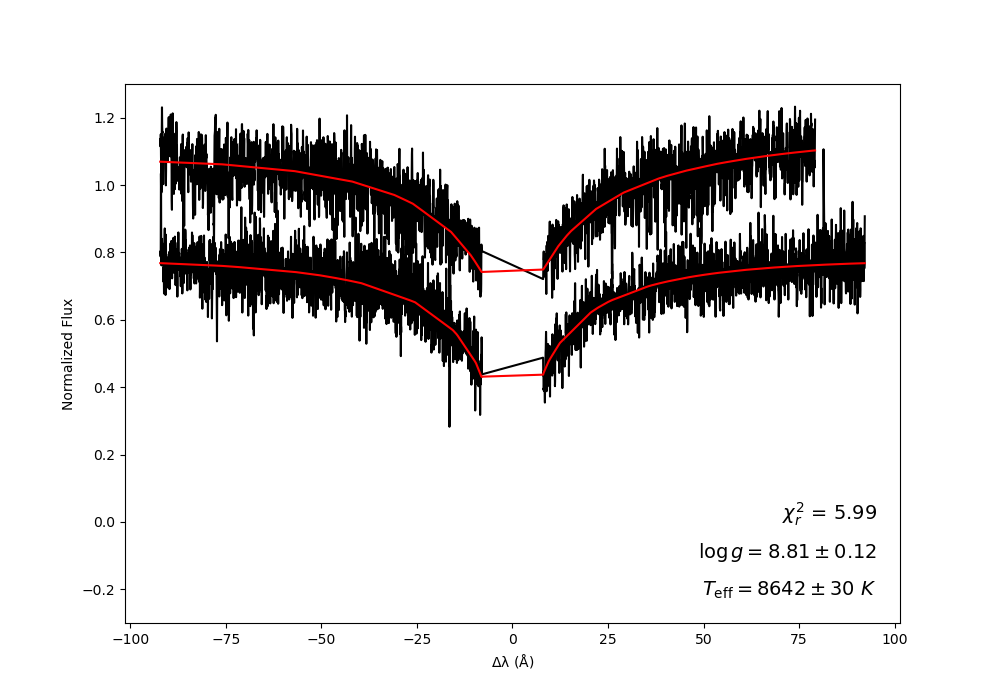 1.2
1.0
0.8
0.6
0.4
0.2
0.0
−0.2
Normalized Flux
χ²ᵣ = 5.99
log g = 8.81 ± 0.12
T_eff = 8642 ± 30 K
−100 −75 −50 −25 0 25 50 75 100
Δλ (Å)